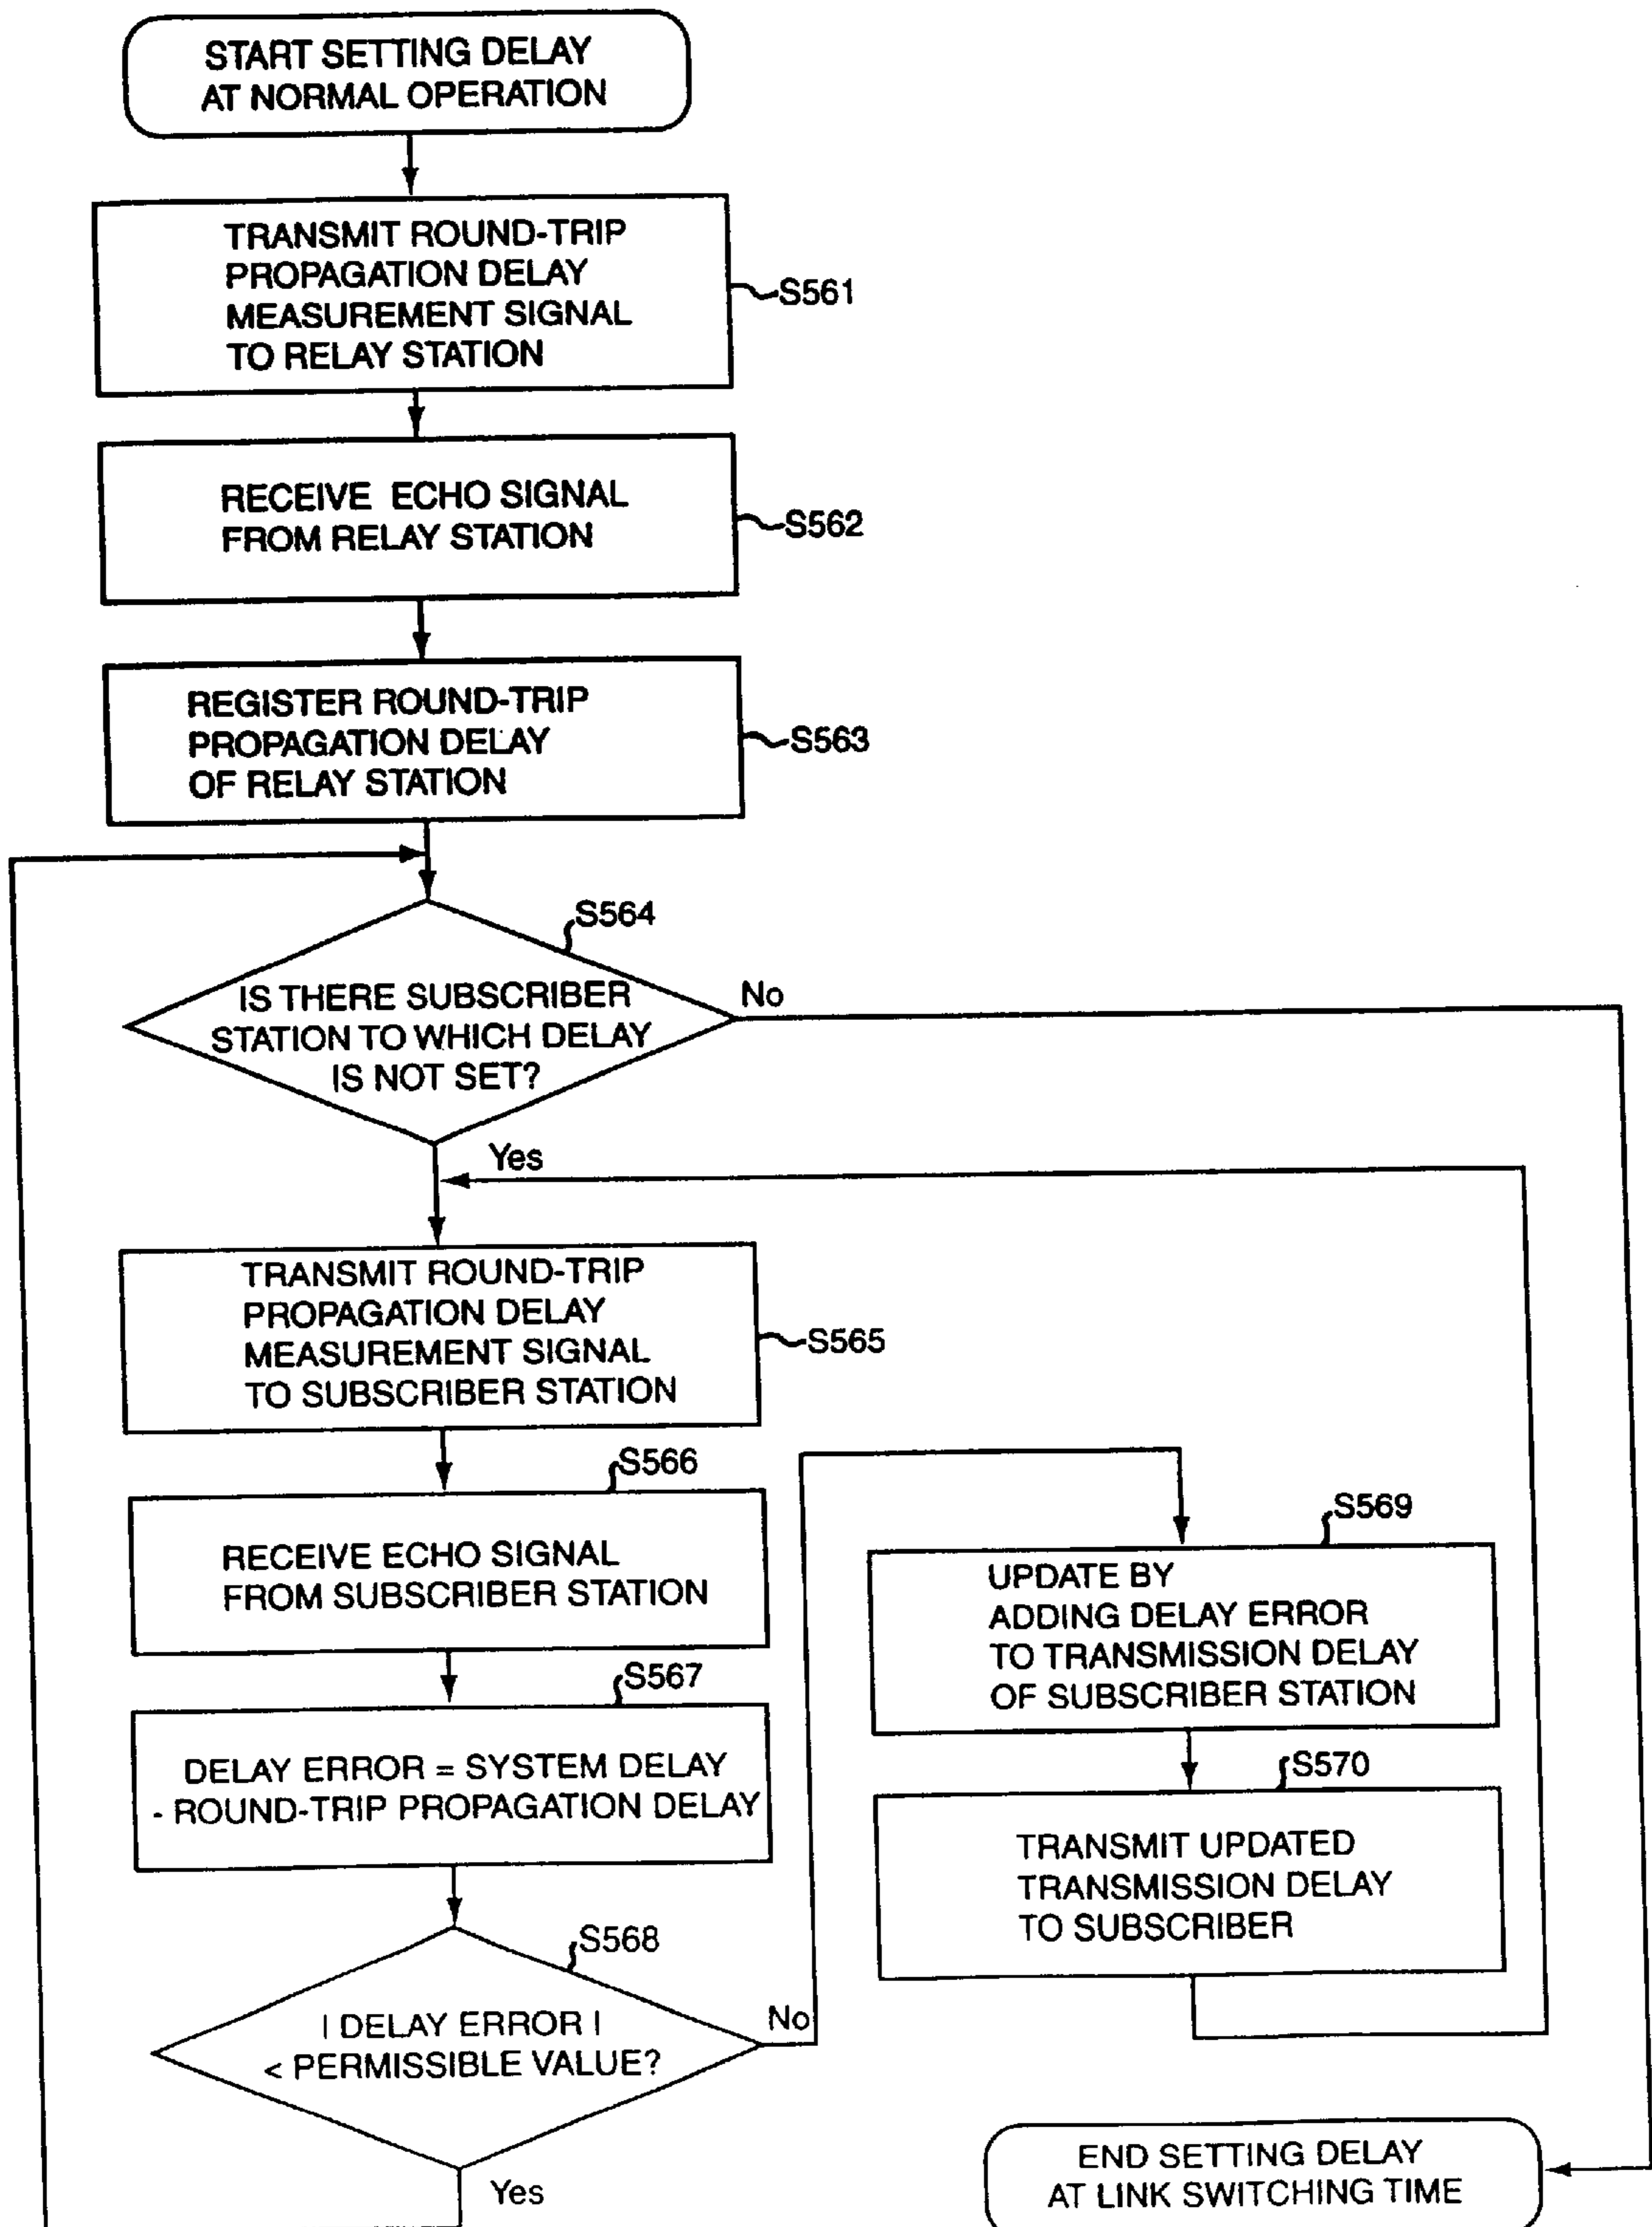 START SETTING DELAY
AT NORMAL OPERATION
TRANSMIT ROUND-TRIP
PROPAGATION DELAY
MEASUREMENT SIGNAL
TO RELAY STATION
S561
RECEIVE ECHO SIGNAL
FROM RELAY STATION
S562
REGISTER ROUND-TRIP
PROPAGATION DELAY
OF RELAY STATION
S563
S564
IS THERE SUBSCRIBER
STATION TO WHICH DELAY
IS NOT SET?
No
Yes
TRANSMIT ROUND-TRIP
PROPAGATION DELAY
MEASUREMENT SIGNAL
TO SUBSCRIBER STATION
S565
S566
RECEIVE ECHO SIGNAL
FROM SUBSCRIBER STATION
S567
DELAY ERROR = SYSTEM DELAY
- ROUND-TRIP PROPAGATION DELAY
S568
| DELAY ERROR |
< PERMISSIBLE VALUE?
No
Yes
S569
UPDATE BY
ADDING DELAY ERROR
TO TRANSMISSION DELAY
OF SUBSCRIBER STATION
S570
TRANSMIT UPDATED
TRANSMISSION DELAY
TO SUBSCRIBER
END SETTING DELAY
AT LINK SWITCHING TIME